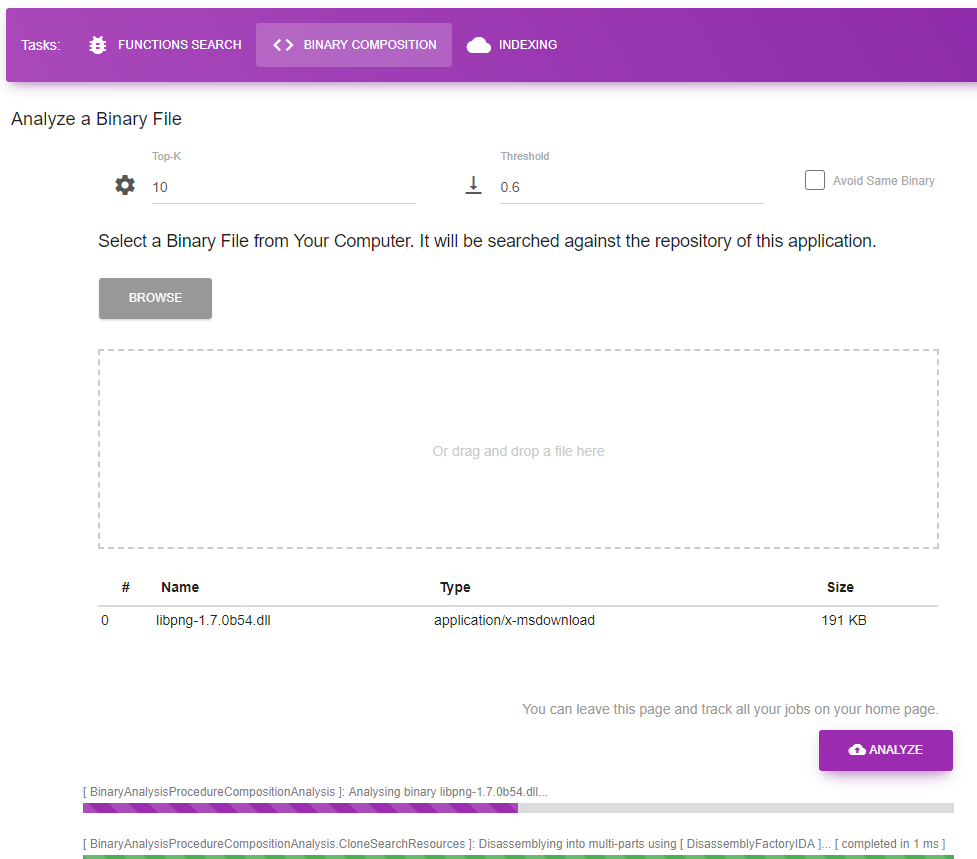 Tasks: FUNCTIONS SEARCH BINARY COMPOSITION INDEXING
Analyze a Binary File
Top-K Threshold
10 0.6 Avoid Same Binary
Select a Binary File from Your Computer. It will be searched against the repository of this application.
BROWSE
Or drag and drop a file here
# Name Type Size
0 libpng-1.7.0b54.dll application/x-msdownload 191 KB
You can leave this page and track all your jobs on your home page.
ANALYZE
[ BinaryAnalysisProcedureCompositionAnalysis ]: Analysing binary libpng-1.7.0b54.dll...
[ BinaryAnalysisProcedureCompositionAnalysis.CloneSearchResources ]: Disassemblying into multi-parts using [ DisassemblyFactoryIDA ]... [ completed in 1 ms ]